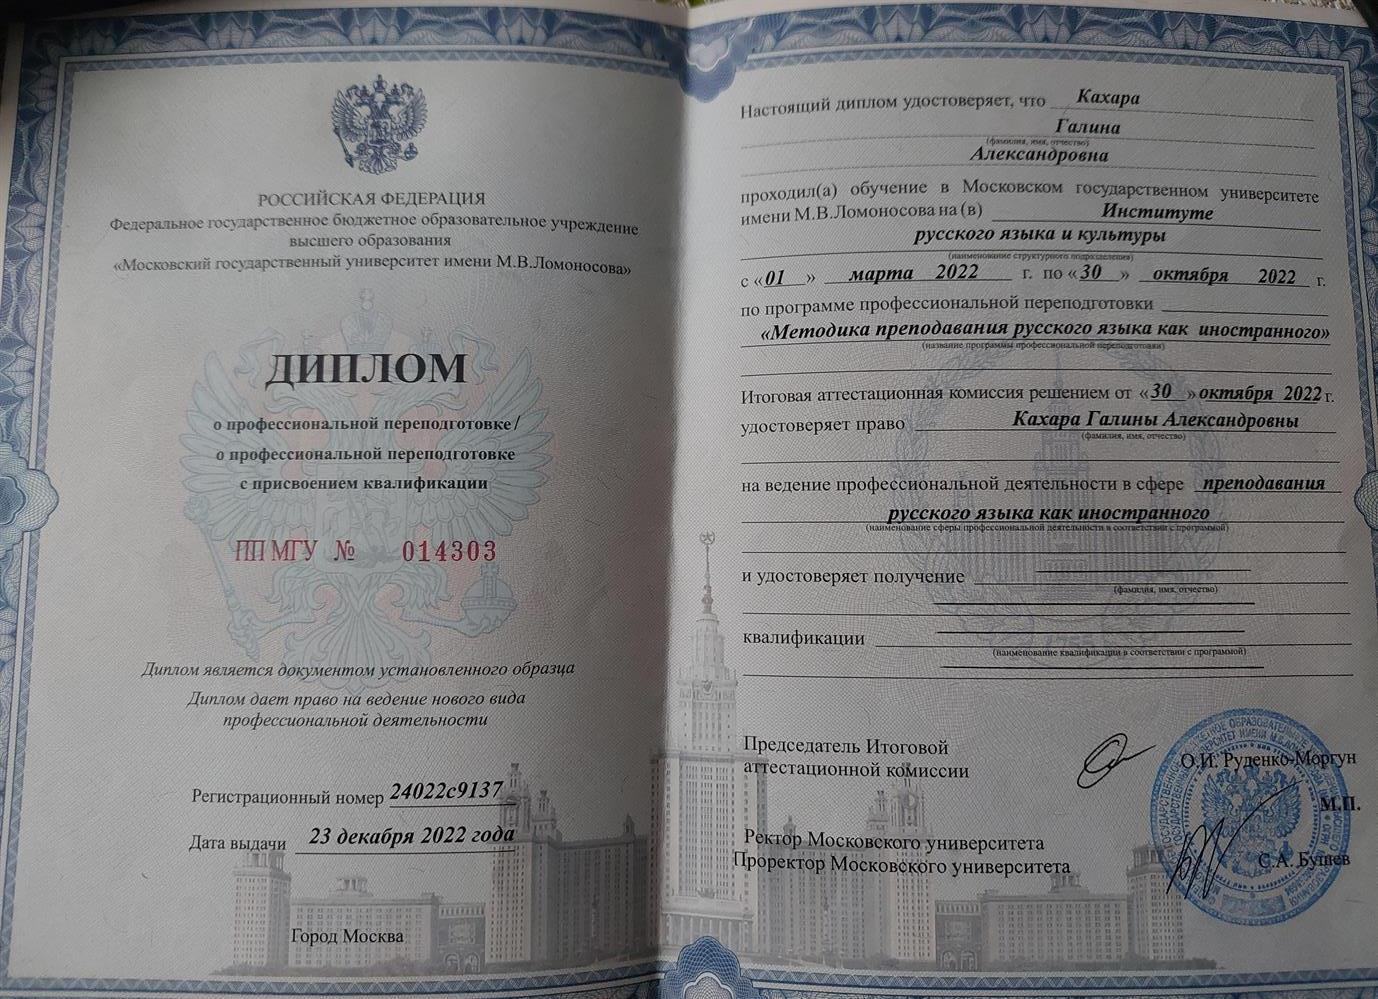 РОССИЙСКАЯ ФЕДЕРАЦИЯ
Федеральное государственное бюджетное образовательное учреждение
высшего образования
«Московский государственный университет имени М.В.Ломоносова»
ДИПЛОМ
о профессиональной переподготовке/
о профессиональной переподготовке
с присвоением квалификации
ПП МГУ № 014303
Диплом является документом установленного образца
Диплом дает право на ведение нового вида
профессиональной деятельности
Регистрационный номер 24022с9137
Дата выдачи 23 декабря 2022 года
Город Москва
Настоящий диплом удостоверяет, что Кахара
Галина
(фамилия, имя, отчество)
Александровна
проходил(а) обучение в Московском государственном университете
имени М.В.Ломоносова на (в) Институте
русского языка и культуры
(наименование структурного подразделения)
с «01» марта 2022 г. по «30» октября 2022 г.
по программе профессиональной переподготовки
«Методика преподавания русского языка как иностранного»
(название программы профессиональной переподготовки)
Итоговая аттестационная комиссия решением от «30» октября 2022 г.
удостоверяет право Кахара Галины Александровны
(фамилия, имя, отчество)
на ведение профессиональной деятельности в сфере преподавания
русского языка как иностранного
(наименование сферы профессиональной деятельности в соответствии с программой)
и удостоверяет получение
(фамилия, имя, отчество)
квалификации
(наименование квалификации в соответствии с программой)
Председатель Итоговой
аттестационной комиссии
О.И. Руденко-Моргун
М.П.
Ректор Московского университета
Проректор Московского университета
С.А. Бушев